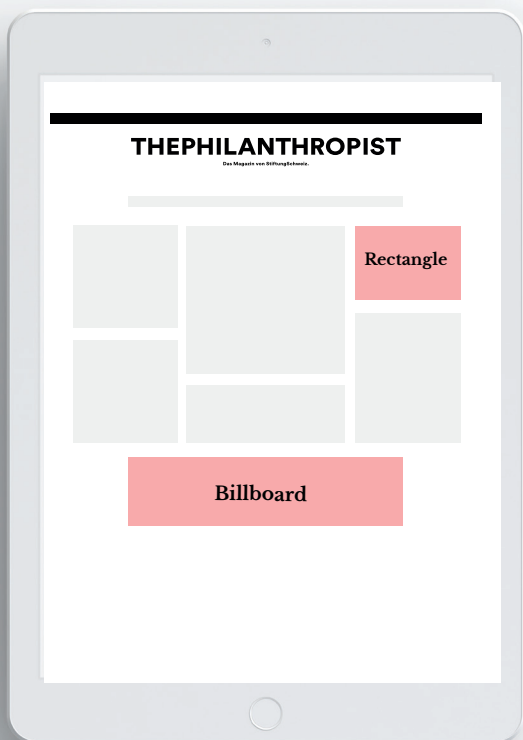 THEPHILANTHROPIST
Das Magazin von StiftungSchweiz.
Rectangle
Billboard